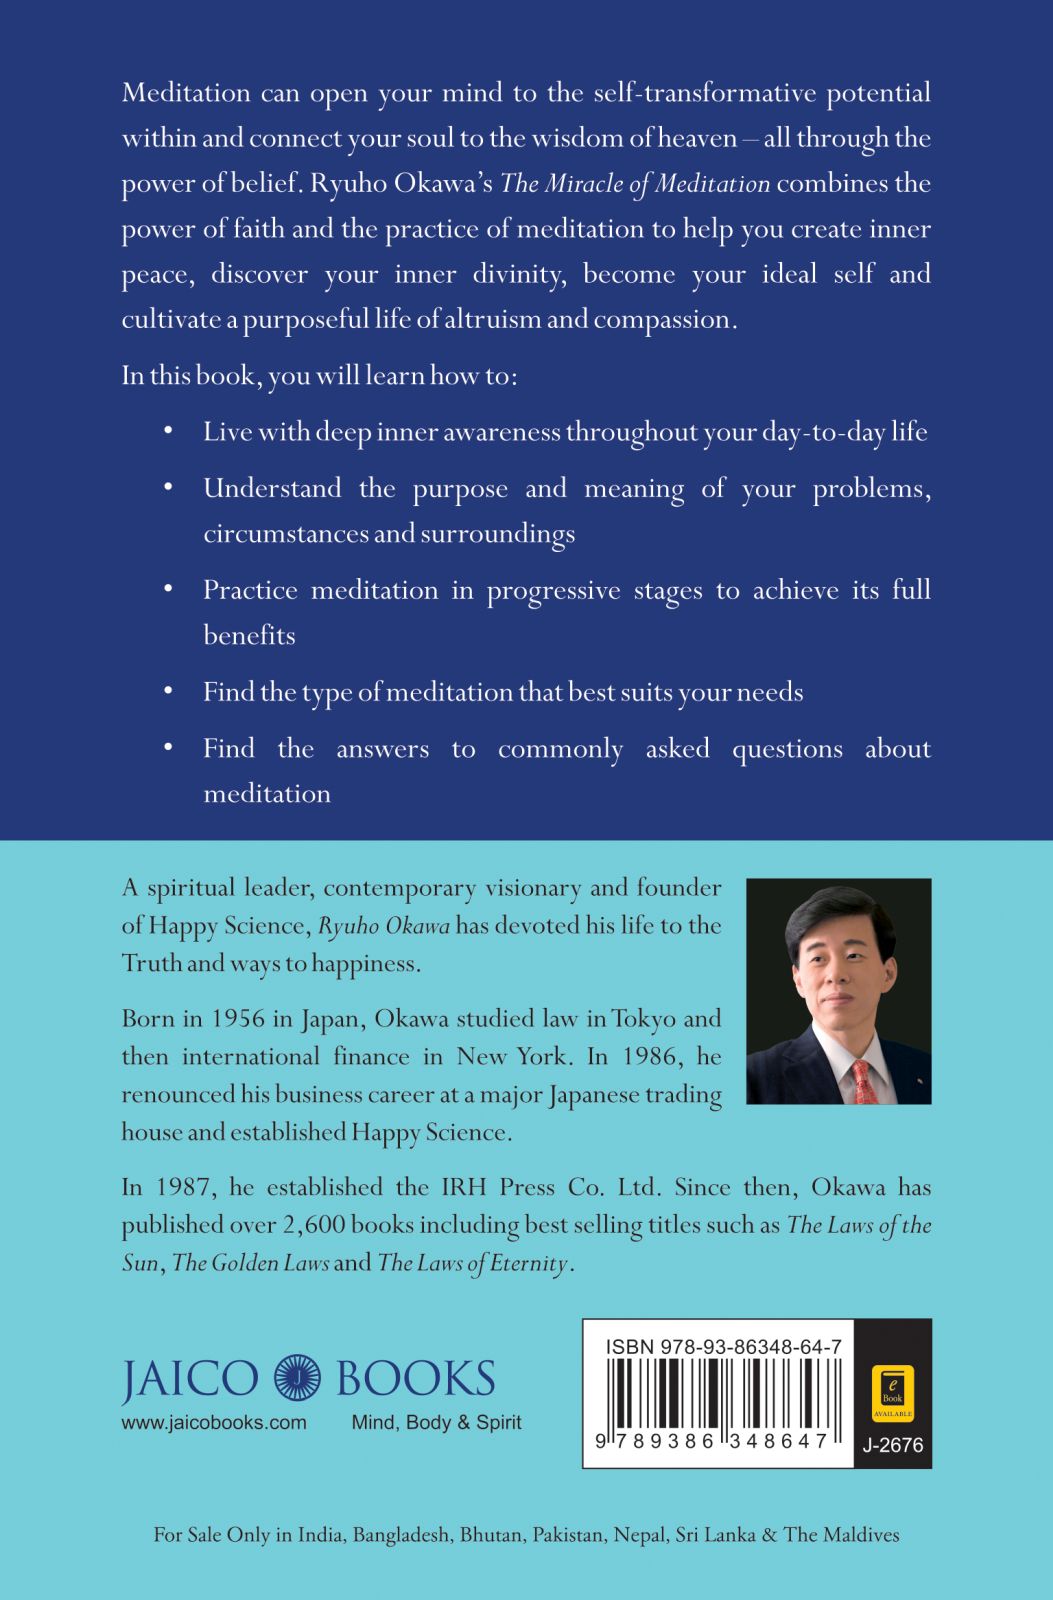 Meditation can open your mind to the self-transformative potential
within and connect your soul to the wisdom of heaven – all through the
power of belief. Ryuho Okawa’s The Miracle of Meditation combines the
power of faith and the practice of meditation to help you create inner
peace, discover your inner divinity, become your ideal self and
cultivate a purposeful life of altruism and compassion.
In this book, you will learn how to:
• Live with deep inner awareness throughout your day-to-day life
• Understand the purpose and meaning of your problems,
circumstances and surroundings
• Practice meditation in progressive stages to achieve its full
benefits
• Find the type of meditation that best suits your needs
• Find the answers to commonly asked questions about
meditation
A spiritual leader, contemporary visionary and founder
of Happy Science, Ryuho Okawa has devoted his life to the
Truth and ways to happiness.
Born in 1956 in Japan, Okawa studied law in Tokyo and
then international finance in New York. In 1986, he
renounced his business career at a major Japanese trading
house and established Happy Science.
In 1987, he established the IRH Press Co. Ltd. Since then, Okawa has
published over 2,600 books including best selling titles such as The Laws of the
Sun, The Golden Laws and The Laws of Eternity.
JAICO J BOOKS
www.jaicobooks.com Mind, Body & Spirit
ISBN 978-93-86348-64-7
9 789386 348647
e
Book
AVAILABLE
J-2676
For Sale Only in India, Bangladesh, Bhutan, Pakistan, Nepal, Sri Lanka & The Maldives